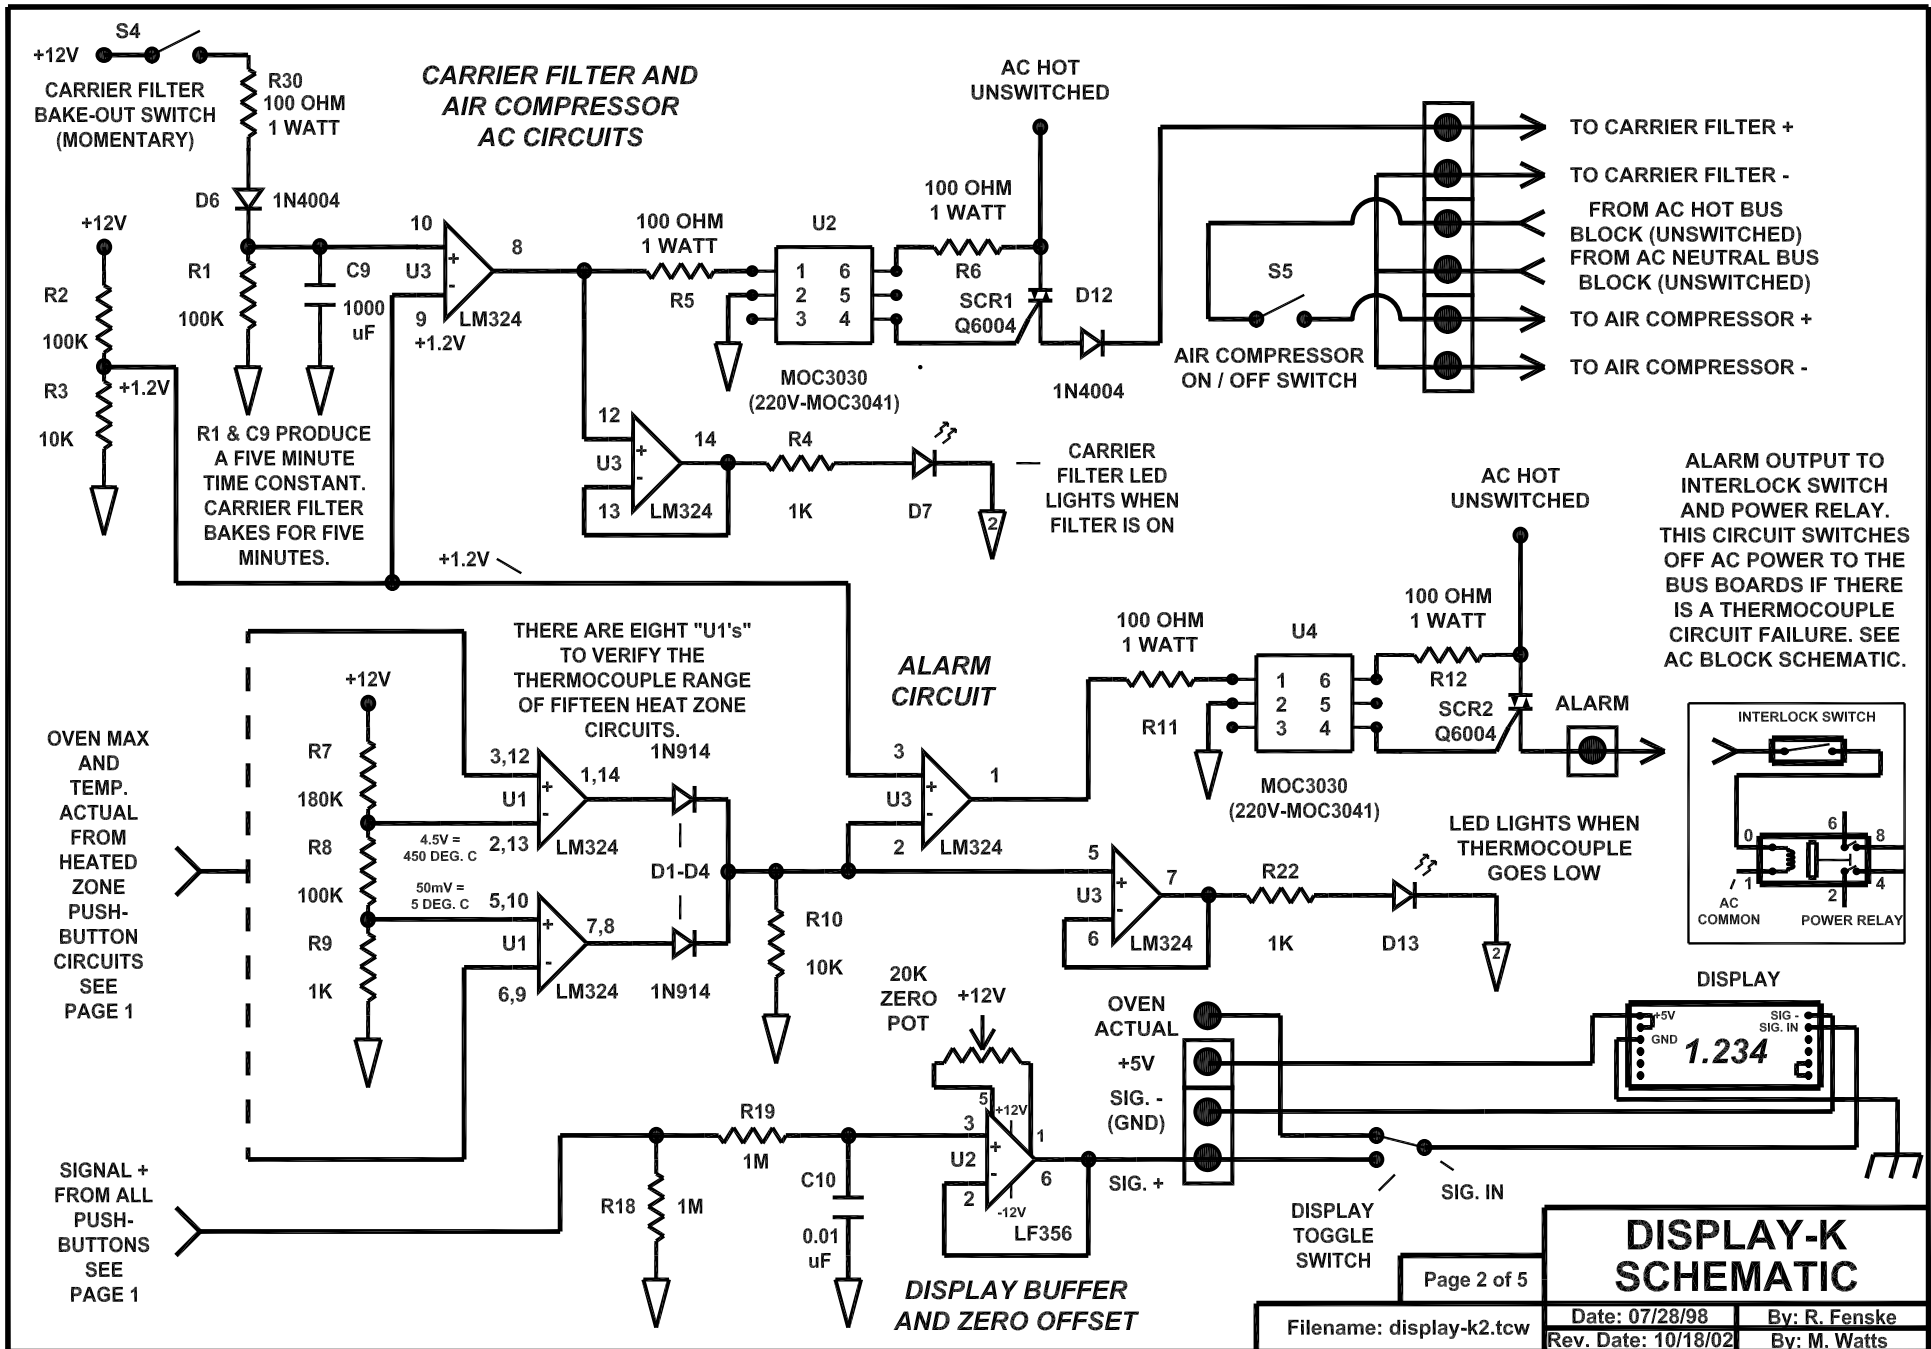 S4
+12V
CARRIER FILTER
BAKE-OUT SWITCH
(MOMENTARY)
R30
100 OHM
1 WATT
D6
1N4004
CARRIER FILTER AND
AIR COMPRESSOR
AC CIRCUITS
+12V
R2
100K
R3
10K
+1.2V
R1
100K
C9
1000
uF
10
U3
+
-
8
9
LM324
+1.2V
R1 & C9 PRODUCE
A FIVE MINUTE
TIME CONSTANT.
CARRIER FILTER
BAKES FOR FIVE
MINUTES.
100 OHM
1 WATT
R5
U2
1 6
2 5
3 4
MOC3030
(220V-MOC3041)
100 OHM
1 WATT
R6
AC HOT
UNSWITCHED
SCR1
Q6004
D12
1N4004
12
U3
+
-
14
13
LM324
R4
1K
D7
2
CARRIER
FILTER LED
LIGHTS WHEN
FILTER IS ON
S5
AIR COMPRESSOR
ON / OFF SWITCH
TO CARRIER FILTER +
TO CARRIER FILTER -
FROM AC HOT BUS
BLOCK (UNSWITCHED)
FROM AC NEUTRAL BUS
BLOCK (UNSWITCHED)
TO AIR COMPRESSOR +
TO AIR COMPRESSOR -
+1.2V
THERE ARE EIGHT "U1's"
TO VERIFY THE
THERMOCOUPLE RANGE
OF FIFTEEN HEAT ZONE
CIRCUITS.
ALARM
CIRCUIT
OVEN MAX
AND
TEMP.
ACTUAL
FROM
HEATED
ZONE
PUSH-
BUTTON
CIRCUITS
SEE
PAGE 1
+12V
R7
180K
R8
100K
R9
1K
4.5V =
450 DEG. C
50mV =
5 DEG. C
3,12
U1
+
-
1,14
2,13
LM324
5,10
U1
+
-
7,8
6,9
LM324
1N914
D1-D4
1N914
R10
10K
3
U3
+
-
1
2
LM324
100 OHM
1 WATT
R11
U4
1 6
2 5
3 4
MOC3030
(220V-MOC3041)
100 OHM
1 WATT
R12
AC HOT
UNSWITCHED
SCR2
Q6004
ALARM
5
U3
+
-
7
6
LM324
R22
1K
D13
2
LED LIGHTS WHEN
THERMOCOUPLE
GOES LOW
ALARM OUTPUT TO
INTERLOCK SWITCH
AND POWER RELAY.
THIS CIRCUIT SWITCHES
OFF AC POWER TO THE
BUS BOARDS IF THERE
IS A THERMOCOUPLE
CIRCUIT FAILURE. SEE
AC BLOCK SCHEMATIC.
INTERLOCK SWITCH
0
6
8
1
2
4
AC
COMMON
POWER RELAY
SIGNAL +
FROM ALL
PUSH-
BUTTONS
SEE
PAGE 1
R18
1M
R19
1M
C10
0.01
uF
20K
ZERO
POT
+12V
5
+12V
3
1
U2
+
-
6
2
-12V
LF356
DISPLAY BUFFER
AND ZERO OFFSET
OVEN
ACTUAL
+5V
SIG. -
(GND)
SIG. +
DISPLAY
TOGGLE
SWITCH
SIG. IN
DISPLAY
+5V
SIG -
SIG. IN
GND
1.234
Page 2 of 5
DISPLAY-K
SCHEMATIC
Filename: display-k2.tcw
Date: 07/28/98
By: R. Fenske
Rev. Date: 10/18/02
By: M. Watts